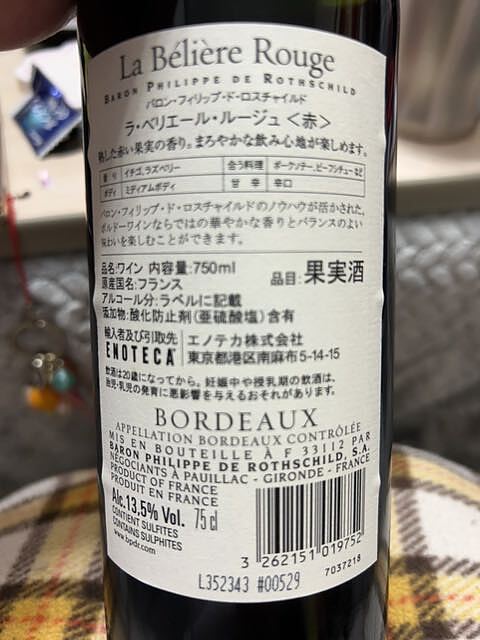 La Bélière Rouge
BARON PHILIPPE DE ROTHSCHILD
バロン・フィリップ・ド・ロスチャイルド
ラ・ベリエール・ルージュ＜赤＞
熟した赤い果実の香り。まろやかな飲み心地が楽しめます。
香り イチゴ、ラズベリー 合う料理 ポークソテー、ビーフシチューなど
ボディ ミディアムボディ 甘辛 辛口
バロン・フィリップ・ド・ロスチャイルドのノウハウが活かされた、
ボルドーワインならではの華やかな香りとバランスのよい
味わいを楽しむことができます。
品名:ワイン 内容量:750ml
原産国名:フランス 品目:果実酒
アルコール分:ラベルに記載
添加物:酸化防止剤(亜硫酸塩)含有
輸入者及び引取先 エノテカ株式会社
ENOTECA 東京都港区南麻布5-14-15
飲酒は20歳になってから。妊娠中や授乳期の飲酒は、
胎児・乳児の発育に悪影響を与えるおそれがあります。
BORDEAUX
APPELLATION BORDEAUX CONTRÔLÉE
MIS EN BOUTEILLE À F 33112 PAR
BARON PHILIPPE DE ROTHSCHILD, S.A.
NÉGOCIANTS À PAUILLAC - GIRONDE - FRANCE
PRODUCT OF FRANCE
PRODUIT EN FRANCE
Alc.13,5% Vol. 75 cl
CONTIENT SULFITES
CONTAINS SULPHITES
www.bpdr.com
3 262151 019752
7037218
L352343 #00529